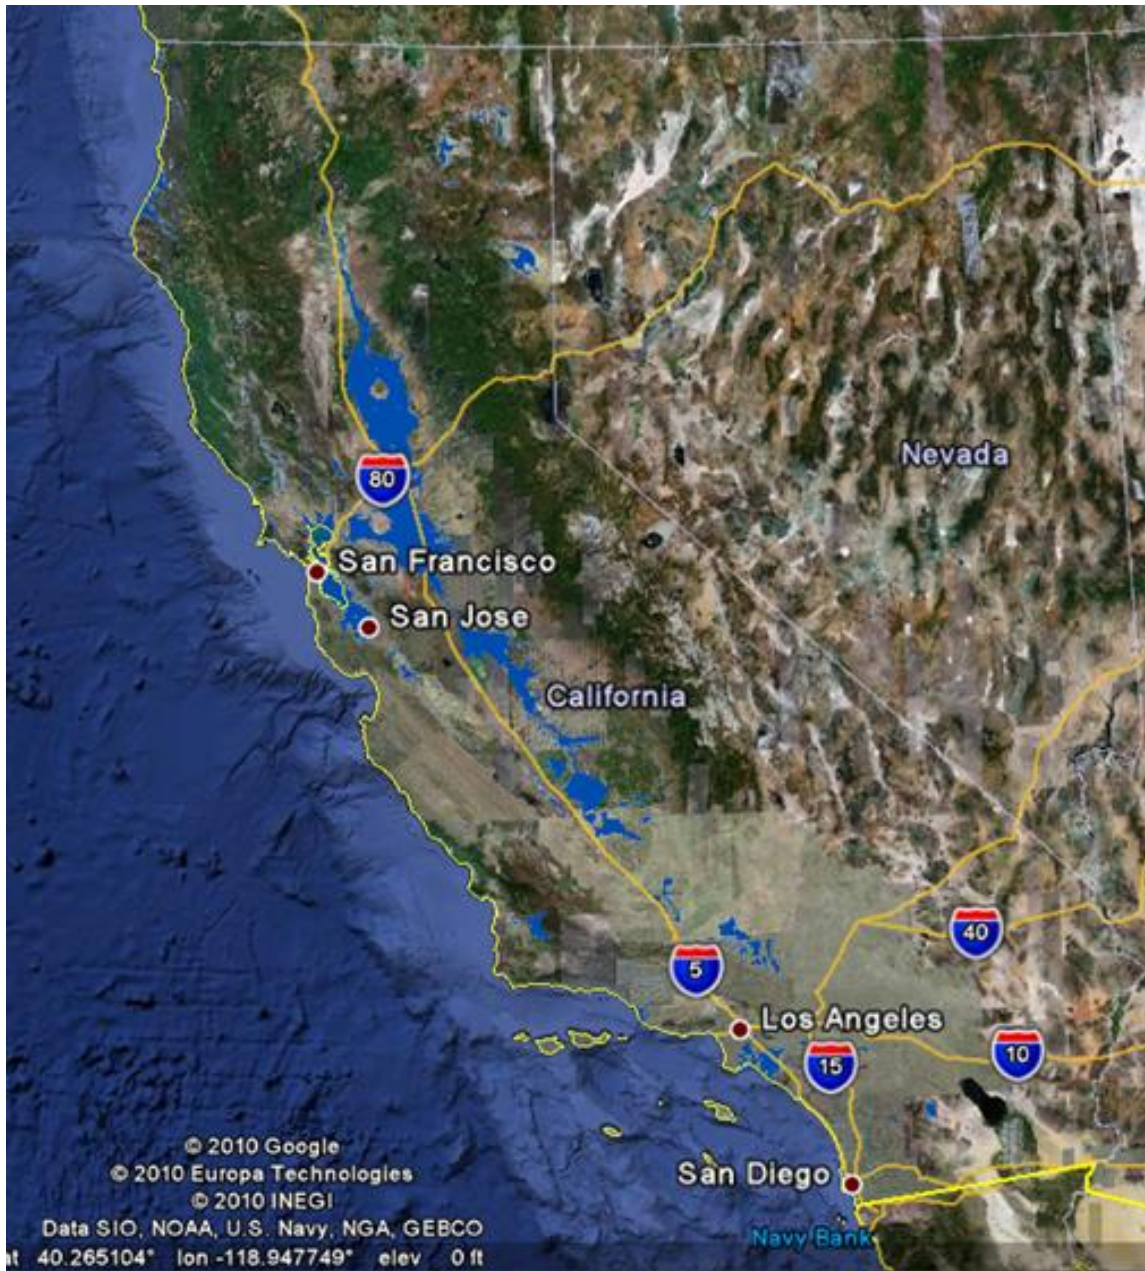 Nevada
80
San Francisco
San Jose
California
40
5
Los Angeles
10
15
© 2010 Google
© 2010 Europa Technologies
© 2010 INEGI
San Diego
Data SIO, NOAA, U.S. Navy, NGA, GEBCO
Navy Bank
40.265104° lon -118.947749° elev 0 ft